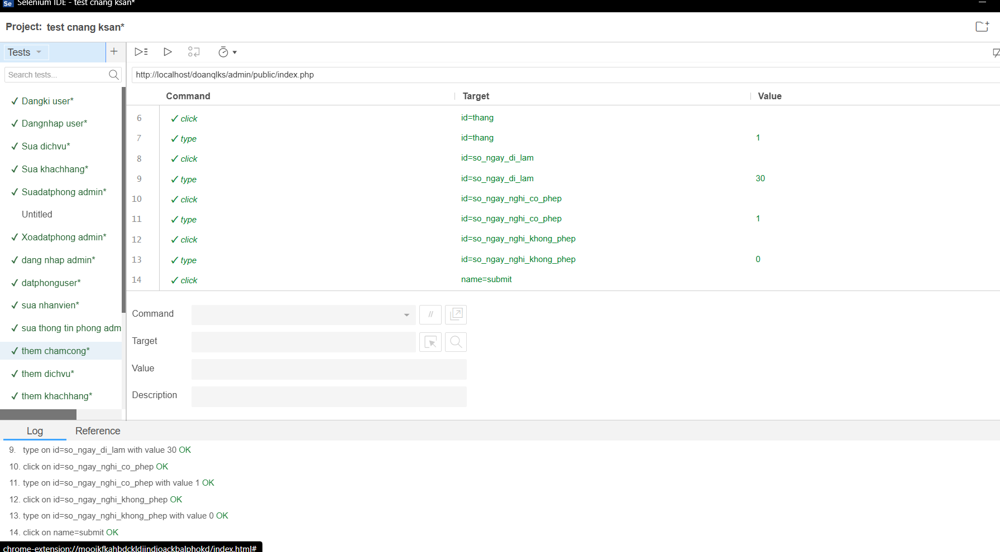 Selenium IDE - test cnang ksan*
Project: test cnang ksan*
Tests
+
Search tests...
http://localhost/doanqlks/admin/public/index.php
Command Target Value
✓ Dangki user*
✓ Dangnhap user*
✓ Sua dichvu*
✓ Sua khachhang*
✓ Suadatphong admin*
Untitled
✓ Xoadatphong admin*
✓ dang nhap admin*
✓ datphonguser*
✓ sua nhanvien*
✓ sua thong tin phong adm
✓ them chamcong*
✓ them dichvu*
✓ them khachhang*
6 ✓ click id=thang
7 ✓ type id=thang 1
8 ✓ click id=so_ngay_di_lam
9 ✓ type id=so_ngay_di_lam 30
10 ✓ click id=so_ngay_nghi_co_phep
11 ✓ type id=so_ngay_nghi_co_phep 1
12 ✓ click id=so_ngay_nghi_khong_phep
13 ✓ type id=so_ngay_nghi_khong_phep 0
14 ✓ click name=submit
Command //
Target
Value
Description
Log Reference
9. type on id=so_ngay_di_lam with value 30 OK
10. click on id=so_ngay_nghi_co_phep OK
11. type on id=so_ngay_nghi_co_phep with value 1 OK
12. click on id=so_ngay_nghi_khong_phep OK
13. type on id=so_ngay_nghi_khong_phep with value 0 OK
14. click on name=submit OK
chrome-extension://mooikfkahbdckldjjndioackbalphokd/index.html#